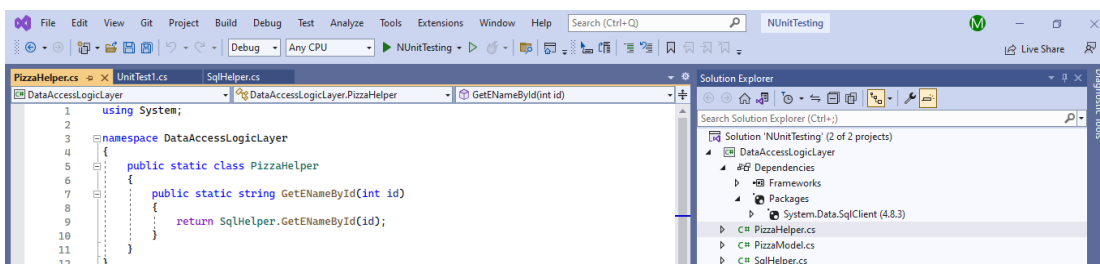 File Edit View Git Project Build Debug Test Analyze Tools Extensions Window Help Search (Ctrl+Q) NUnitTesting M
Debug Any CPU NUnitTesting Live Share
PizzaHelper.cs UnitTest1.cs SqlHelper.cs
DataAccessLogicLayer DataAccessLogicLayer.PizzaHelper GetENameById(int id)
1 using System;
2
3 namespace DataAccessLogicLayer
4 {
5 public static class PizzaHelper
6 {
7 public static string GetENameById(int id)
8 {
9 return SqlHelper.GetENameById(id);
10 }
11 }
12 }
Solution Explorer
Search Solution Explorer (Ctrl+;)
Solution 'NUnitTesting' (2 of 2 projects)
C# DataAccessLogicLayer
Dependencies
Frameworks
Packages
System.Data.SqlClient (4.8.3)
C# PizzaHelper.cs
C# PizzaModel.cs
C# SqlHelper.cs
Diagnostic Tools